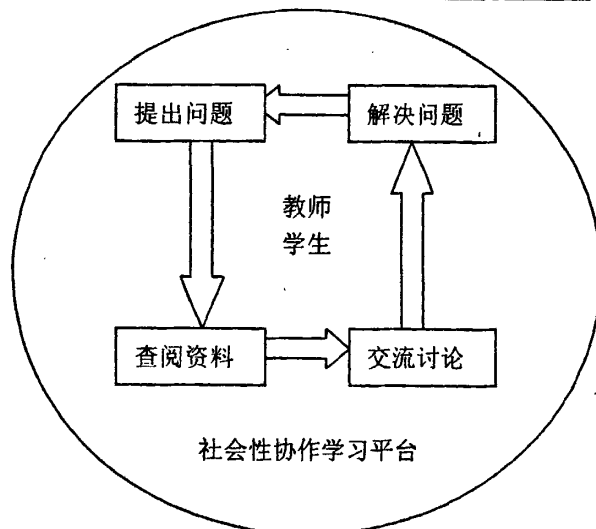 提出问题
解决问题
教师
学生
查阅资料
交流讨论
社会性协作学习平台